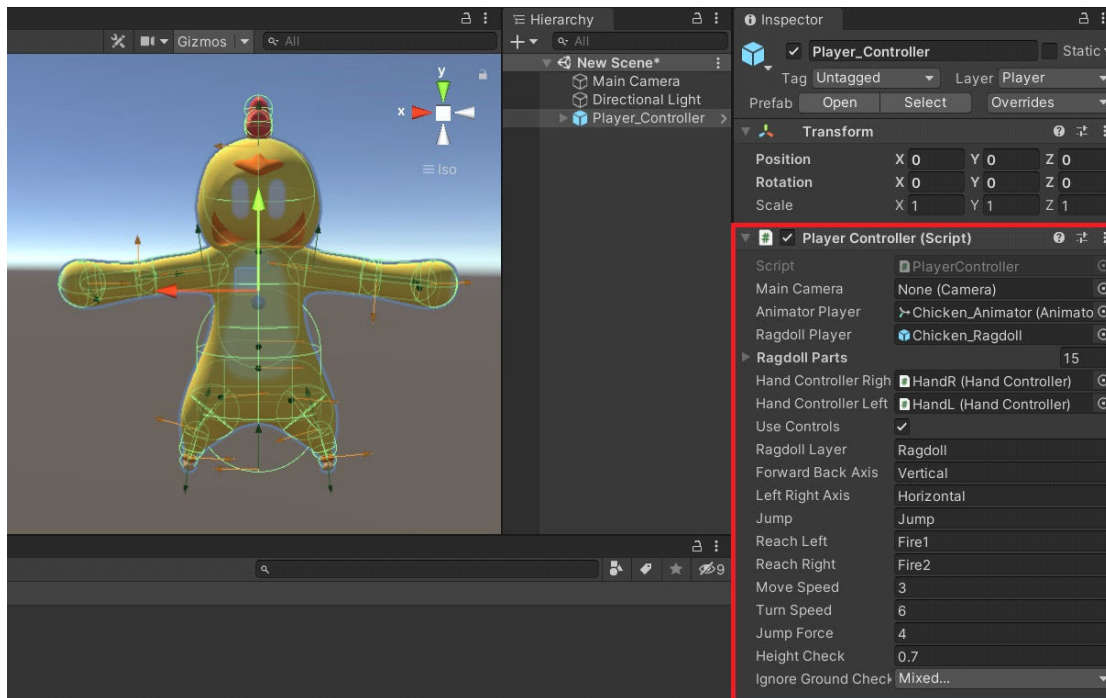 Gizmos
All
y
x
Iso
9
Hierarchy
All
New Scene*
Main Camera
Directional Light
Player_Controller
Inspector
Player_Controller
Static
Tag Untagged Layer Player
Prefab Open Select Overrides
Transform
Position X 0 Y 0 Z 0
Rotation X 0 Y 0 Z 0
Scale X 1 Y 1 Z 1
# Player Controller (Script)
Script PlayerController
Main Camera None (Camera)
Animator Player Chicken_Animator (Animato
Ragdoll Player Chicken_Ragdoll
Ragdoll Parts 15
Hand Controller Righ HandR (Hand Controller)
Hand Controller Left HandL (Hand Controller)
Use Controls
Ragdoll Layer Ragdoll
Forward Back Axis Vertical
Left Right Axis Horizontal
Jump Jump
Reach Left Fire1
Reach Right Fire2
Move Speed 3
Turn Speed 6
Jump Force 4
Height Check 0.7
Ignore Ground Check Mixed...